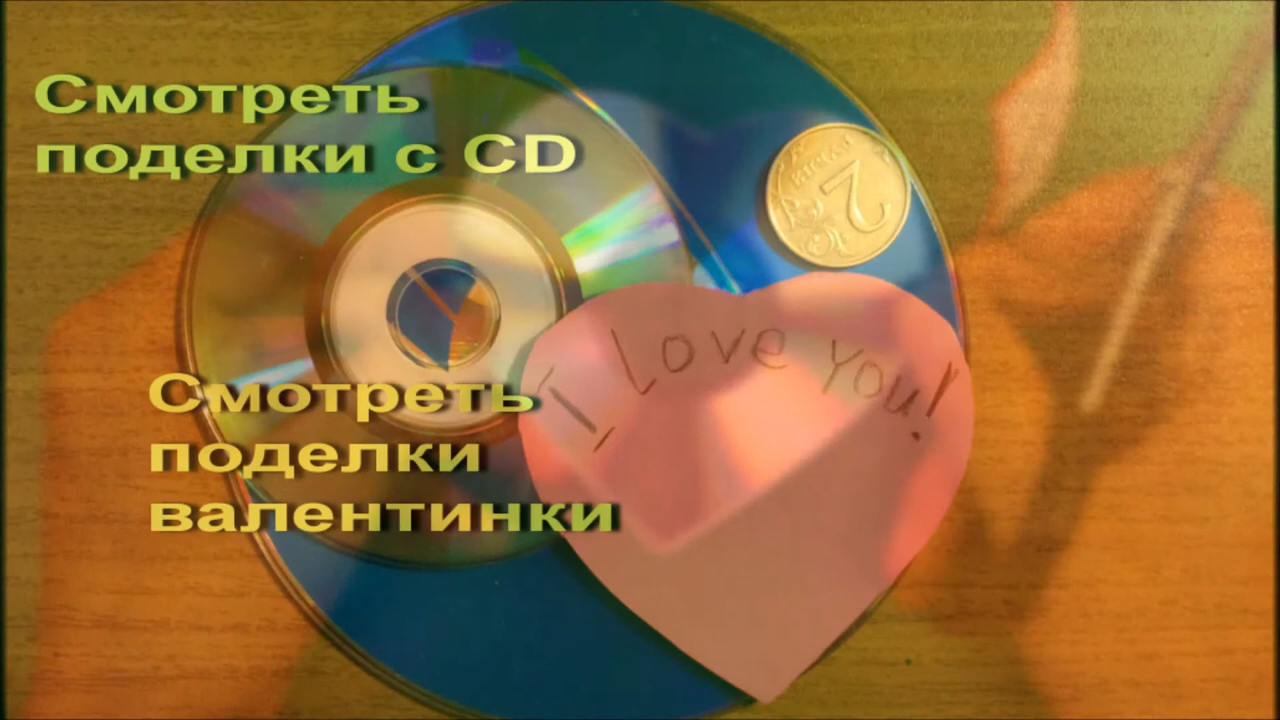 Смотреть
поделки с CD
2
I Love You!
Смотреть
поделки
валентинки